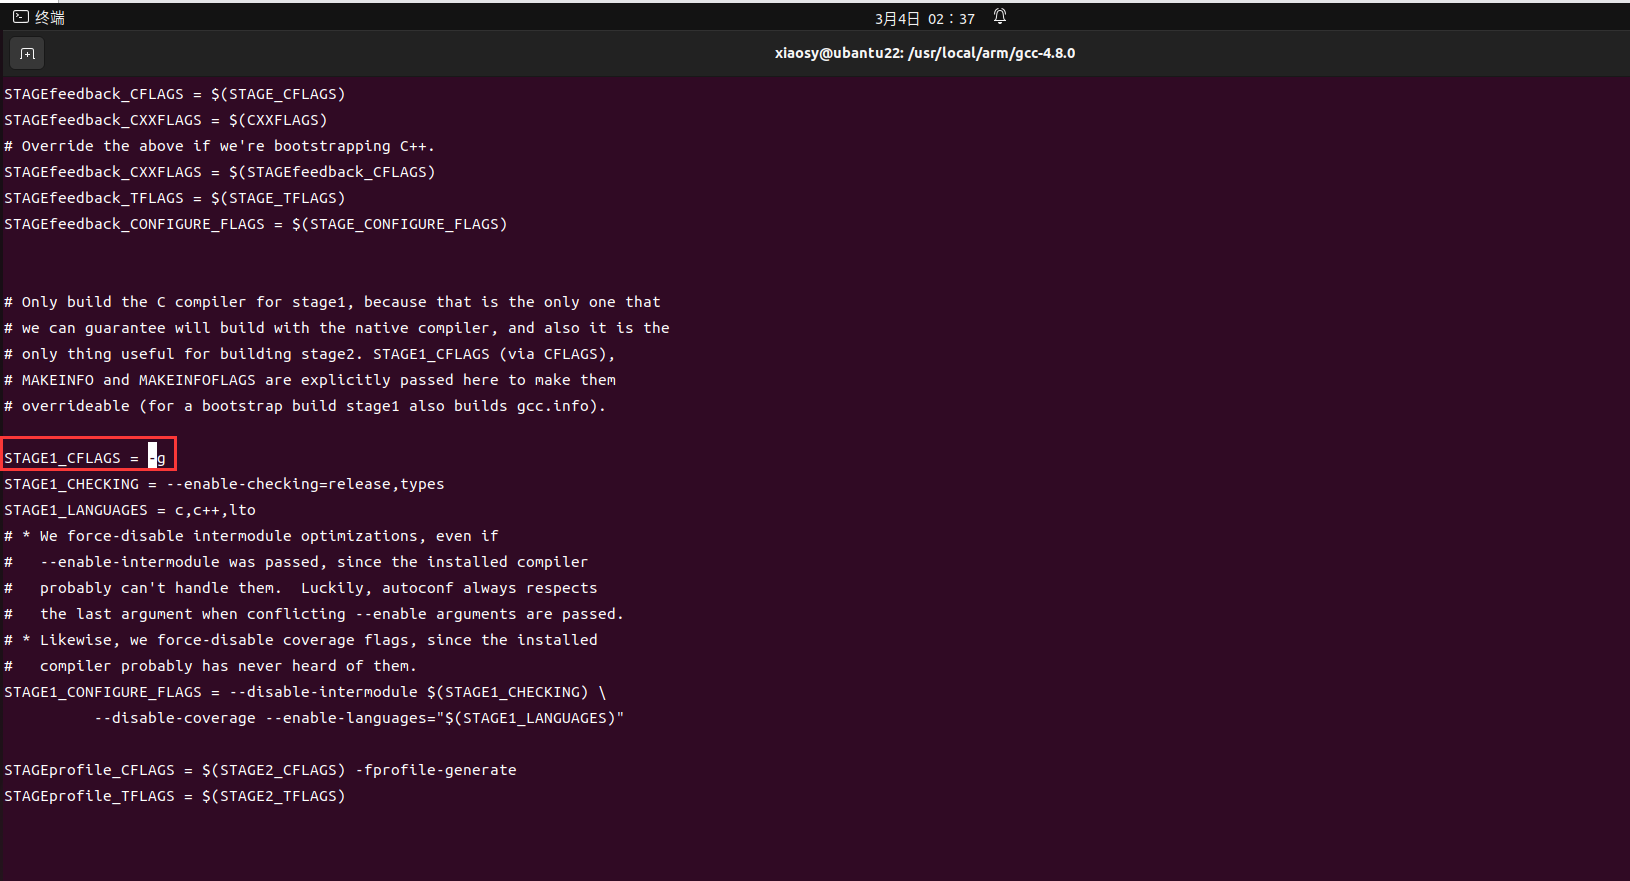 终端
3月4日 02：37
xiaosy@ubantu22: /usr/local/arm/gcc-4.8.0
STAGEfeedback_CFLAGS = $(STAGE_CFLAGS)
STAGEfeedback_CXXFLAGS = $(CXXFLAGS)
# Override the above if we're bootstrapping C++.
STAGEfeedback_CXXFLAGS = $(STAGEfeedback_CFLAGS)
STAGEfeedback_TFLAGS = $(STAGE_TFLAGS)
STAGEfeedback_CONFIGURE_FLAGS = $(STAGE_CONFIGURE_FLAGS)
# Only build the C compiler for stage1, because that is the only one that
# we can guarantee will build with the native compiler, and also it is the
# only thing useful for building stage2. STAGE1_CFLAGS (via CFLAGS),
# MAKEINFO and MAKEINFOFLAGS are explicitly passed here to make them
# overrideable (for a bootstrap build stage1 also builds gcc.info).
STAGE1_CFLAGS = -g
STAGE1_CHECKING = --enable-checking=release,types
STAGE1_LANGUAGES = c,c++,lto
# * We force-disable intermodule optimizations, even if
#   --enable-intermodule was passed, since the installed compiler
#   probably can't handle them.  Luckily, autoconf always respects
#   the last argument when conflicting --enable arguments are passed.
# * Likewise, we force-disable coverage flags, since the installed
#   compiler probably has never heard of them.
STAGE1_CONFIGURE_FLAGS = --disable-intermodule $(STAGE1_CHECKING) \
          --disable-coverage --enable-languages="$(STAGE1_LANGUAGES)"
STAGEprofile_CFLAGS = $(STAGE2_CFLAGS) -fprofile-generate
STAGEprofile_TFLAGS = $(STAGE2_TFLAGS)